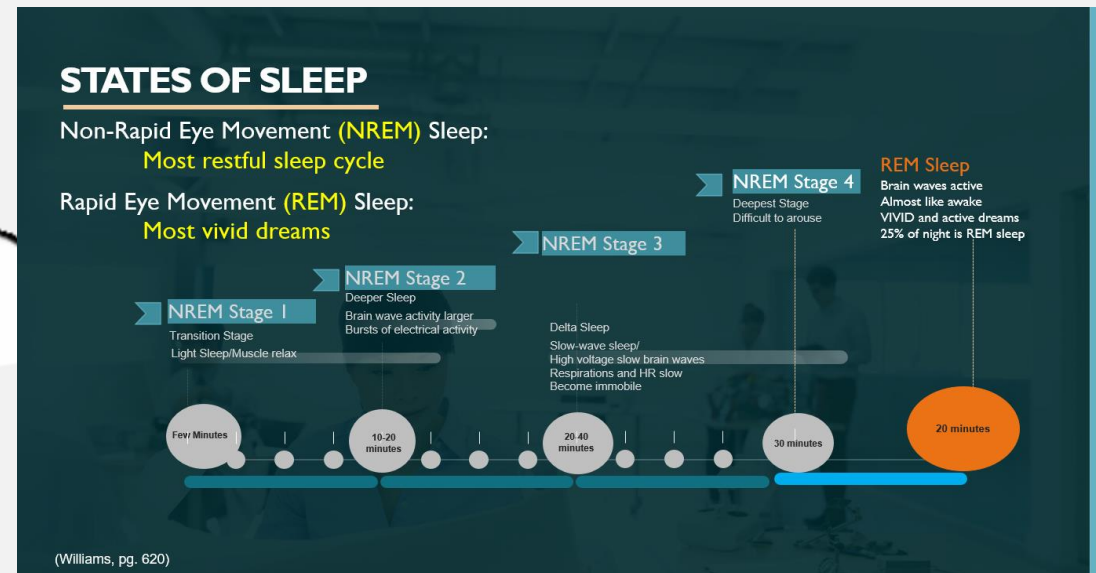 STATES OF SLEEP
Non-Rapid Eye Movement (NREM) Sleep:
Most restful sleep cycle
Rapid Eye Movement (REM) Sleep:
Most vivid dreams
NREM Stage 1
Transition Stage
Light Sleep/Muscle relax
Few Minutes
NREM Stage 2
Deeper Sleep
Brain wave activity larger
Bursts of electrical activity
10-20
minutes
NREM Stage 3
Delta Sleep
Slow-wave sleep/
High voltage slow brain waves
Respirations and HR slow
Become immobile
20-40
minutes
NREM Stage 4
Deepest Stage
Difficult to arouse
30 minutes
REM Sleep
Brain waves active
Almost like awake
VIVID and active dreams
25% of night is REM sleep
20 minutes
(Williams, pg. 620)